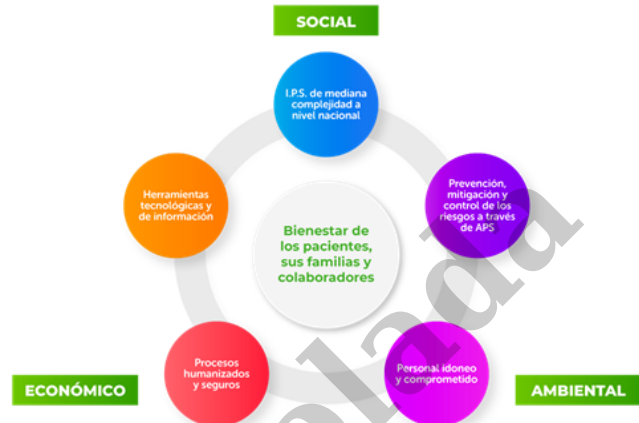 SOCIAL
I.P.S. de mediana
complejidad a
nivel nacional
Herramientas
tecnológicas y
de información
Prevención,
mitigación y
control de los
riesgos a través
de APS
Bienestar de
los pacientes,
sus familias y
colaboradores
Procesos
humanizados
y seguros
Personal idoneo
y comprometido
ECONÓMICO
AMBIENTAL